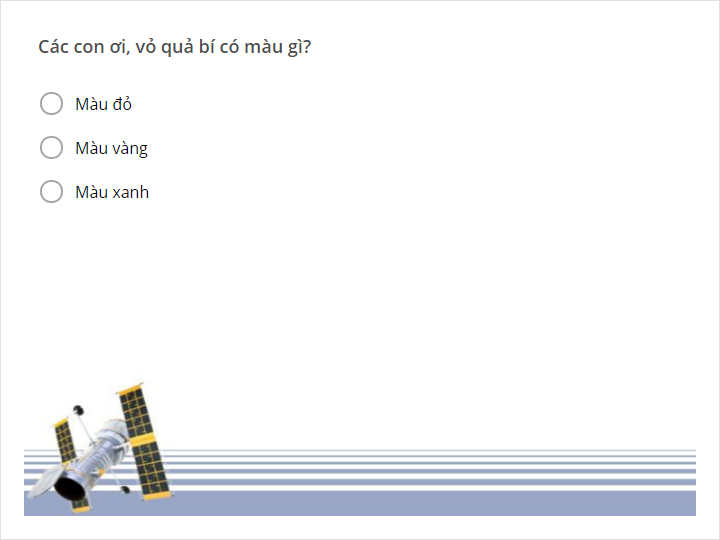 Các con ơi, vỏ quả bí có màu gì?
Màu đỏ
Màu vàng
Màu xanh